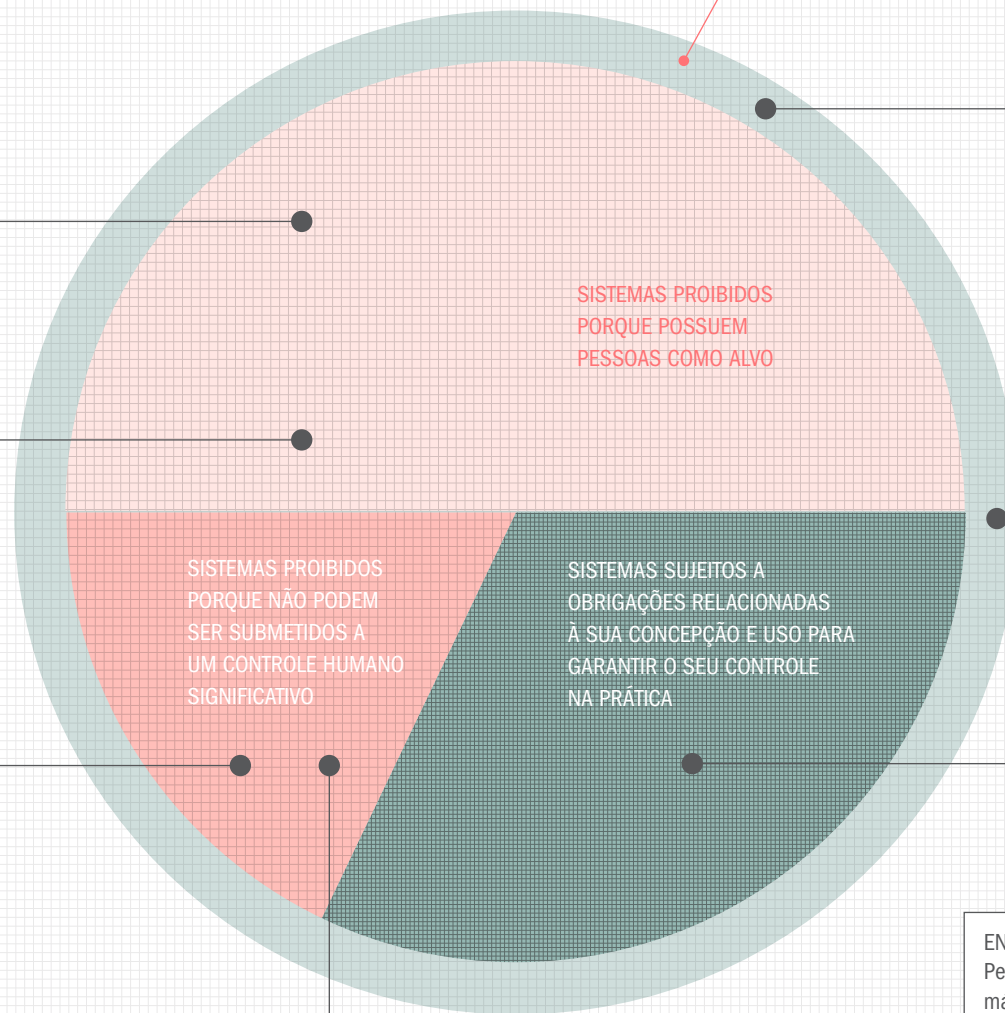 SISTEMAS PROIBIDOS
PORQUE POSSUEM
PESSOAS COMO ALVO
SISTEMAS PROIBIDOS
PORQUE NÃO PODEM
SER SUBMETIDOS A
UM CONTROLE HUMANO
SIGNIFICATIVO
SISTEMAS SUJEITOS A
OBRIGAÇÕES RELACIONADAS
À SUA CONCEPÇÃO E USO PARA
GARANTIR O SEU CONTROLE
NA PRÁTICA